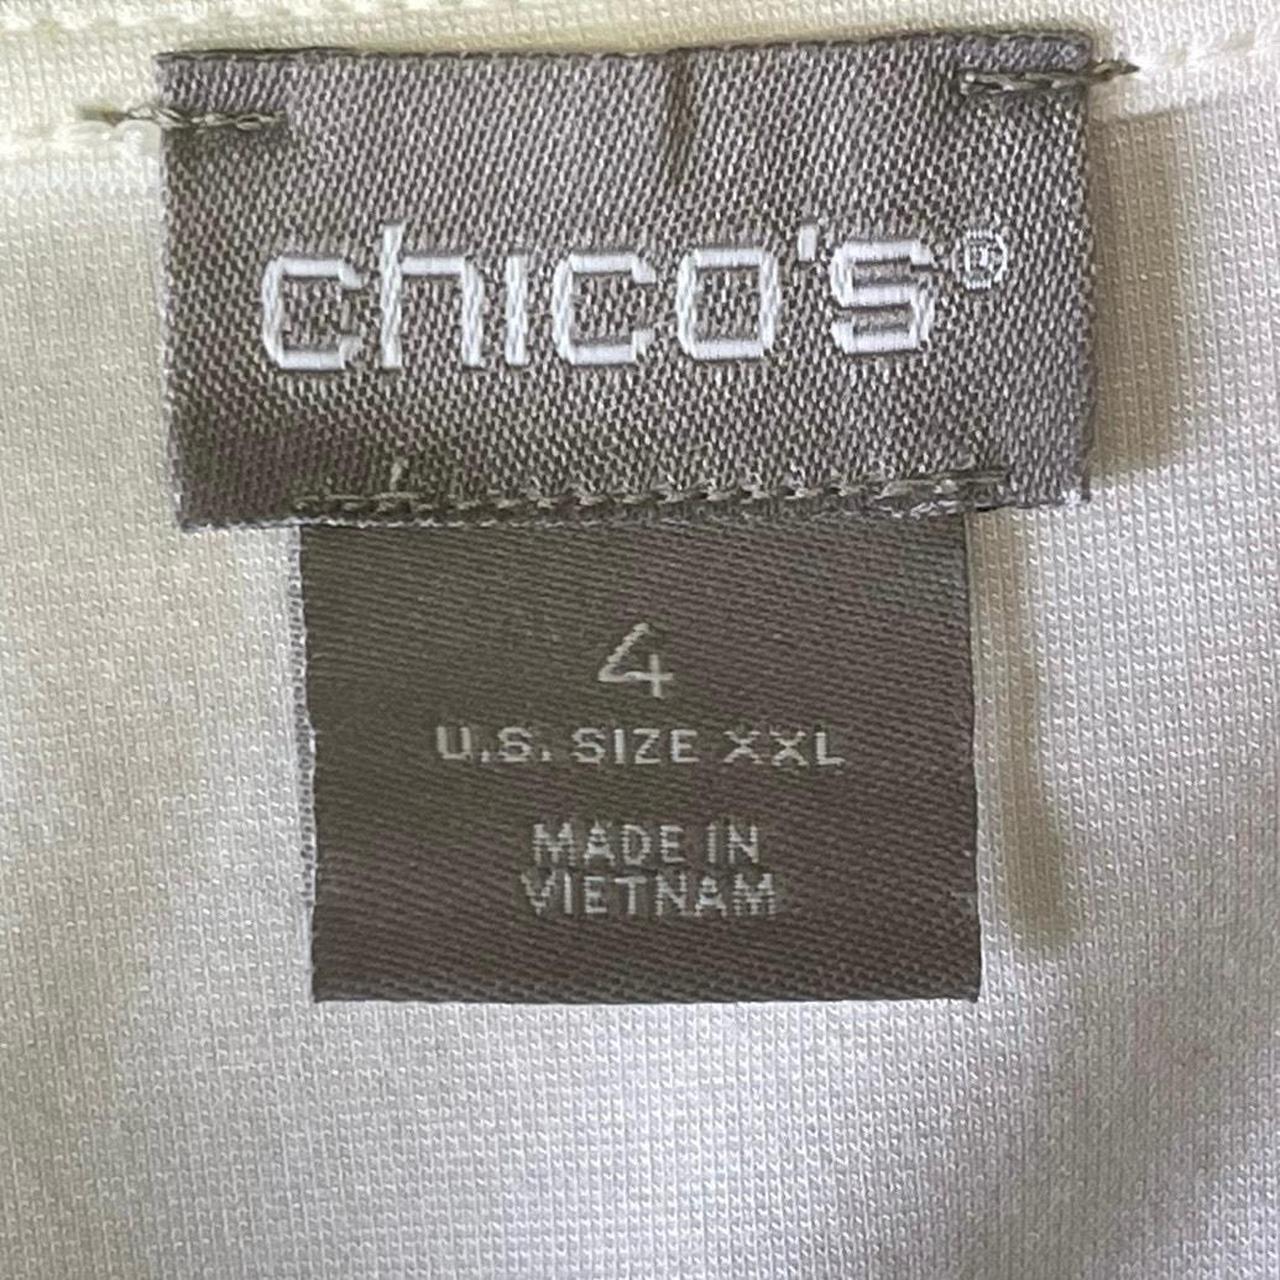 chico's®
4
U.S. SIZE XXL
MADE IN
VIETNAM